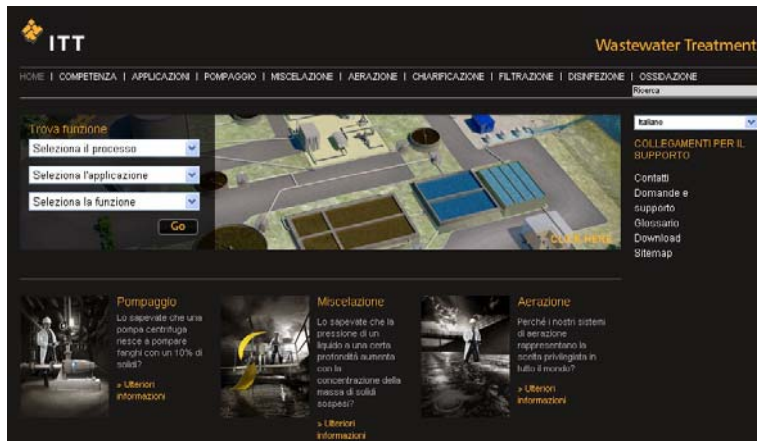 ITT
Wastewater Treatment
HOME | COMPETENZA | APPLICAZIONI | POMPAGGIO | MISCELAZIONE | AERAZIONE | CHIARIFICAZIONE | FILTRAZIONE | DISINFEZIONE | OSSIDAZIONE
Ricerca
Trova funzione
Seleziona il processo
Seleziona l'applicazione
Seleziona la funzione
Go
CLICK HERE
Italiano
COLLEGAMENTI PER IL
SUPPORTO
Contatti
Domande e
supporto
Glossario
Download
Sitemap
Pompaggio
Lo sapevate che una
pompa centrifuga
riesce a pompare
fanghi con un 10% di
solidi?
» Ulteriori
informazioni
Miscelazione
Lo sapevate che la
pressione di un
liquido a una certa
profondità aumenta
con la
concentrazione della
massa di solidi
sospesi?
» Ulteriori
informazioni
Aerazione
Perché i nostri sistemi
di aerazione
rappresentano la
scelta privilegiata in
tutto il mondo?
» Ulteriori
informazioni